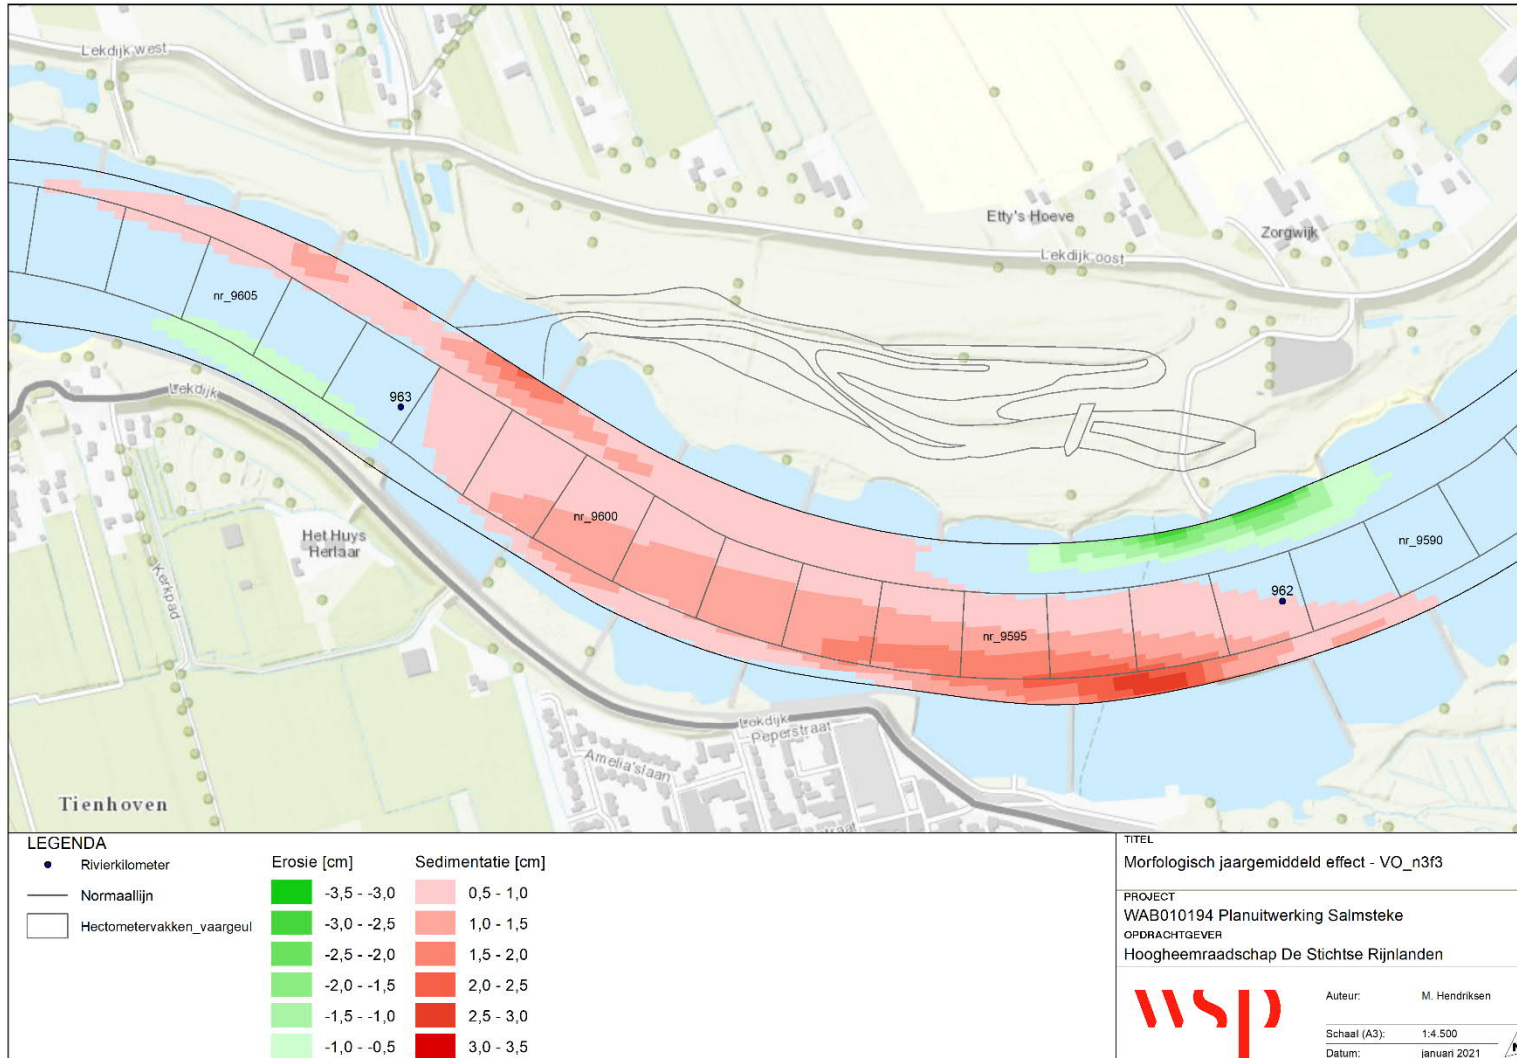 Lekdijk west
Etty's Hoeve
Zorgwijk
Lekdijk oost
nr_9605
Lekdijk
963
nr_9600
nr_9590
Het Huys
Herlaar
962
Kerkpad
nr_9595
Lekdijk
Peperstraat
Amelia'slaan
Tienhoven
straat
LEGENDA
Rivierkilometer
Normaallijn
Hectometervakken_vaargeul
Erosie [cm]
-3,5 - -3,0
-3,0 - -2,5
-2,5 - -2,0
-2,0 - -1,5
-1,5 - -1,0
-1,0 - -0,5
Sedimentatie [cm]
0,5 - 1,0
1,0 - 1,5
1,5 - 2,0
2,0 - 2,5
2,5 - 3,0
3,0 - 3,5
TITEL
Morfologisch jaargemiddeld effect - VO_n3f3
PROJECT
WAB010194 Planuitwerking Salmsteke
OPDRACHTGEVER
Hoogheemraadschap De Stichtse Rijnlanden
wsp
Auteur: M. Hendriksen
Schaal (A3): 1:4.500
Datum: januari 2021
N